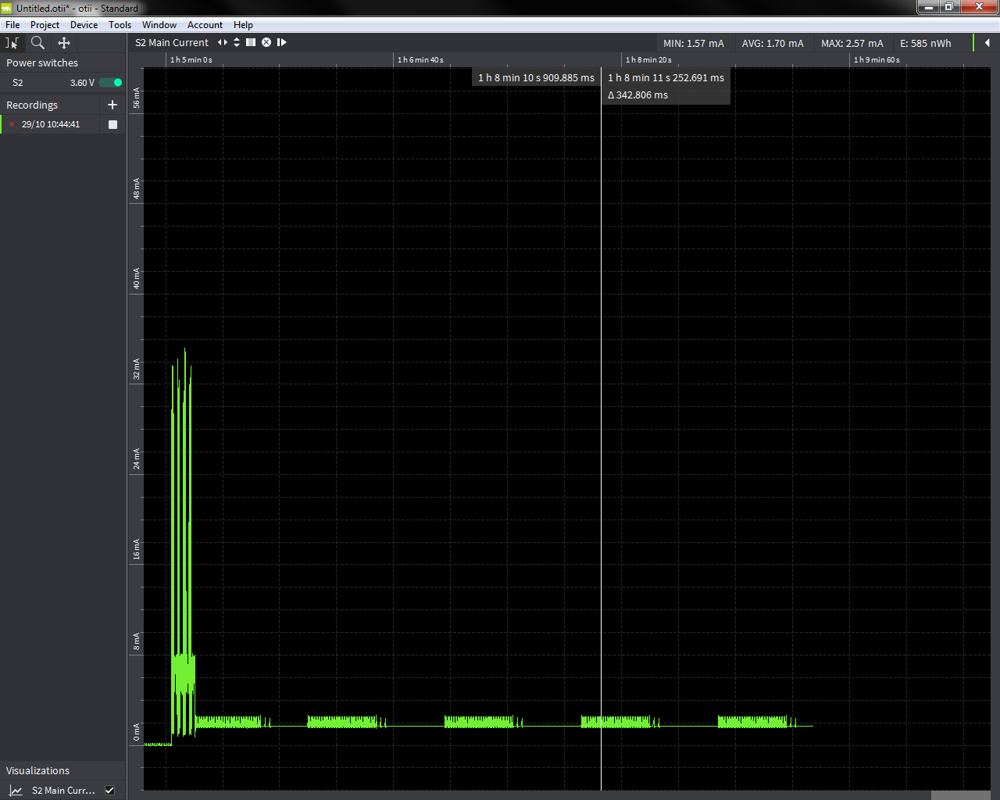 Untitled.otii* - otii - Standard
File Project Device Tools Window Account Help
S2 Main Current
MIN: 1.57 mA AVG: 1.70 mA MAX: 2.57 mA E: 585 nWh
Power switches
S2 3.60 V
Recordings
29/10 10:44:41
1 h 5 min 0 s 1 h 6 min 40 s 1 h 8 min 20 s 1 h 9 min 60 s
1 h 8 min 10 s 909.885 ms
1 h 8 min 11 s 252.691 ms
Δ 342.806 ms
56 mA
48 mA
40 mA
32 mA
24 mA
16 mA
8 mA
0 mA
Visualizations
S2 Main Curr...